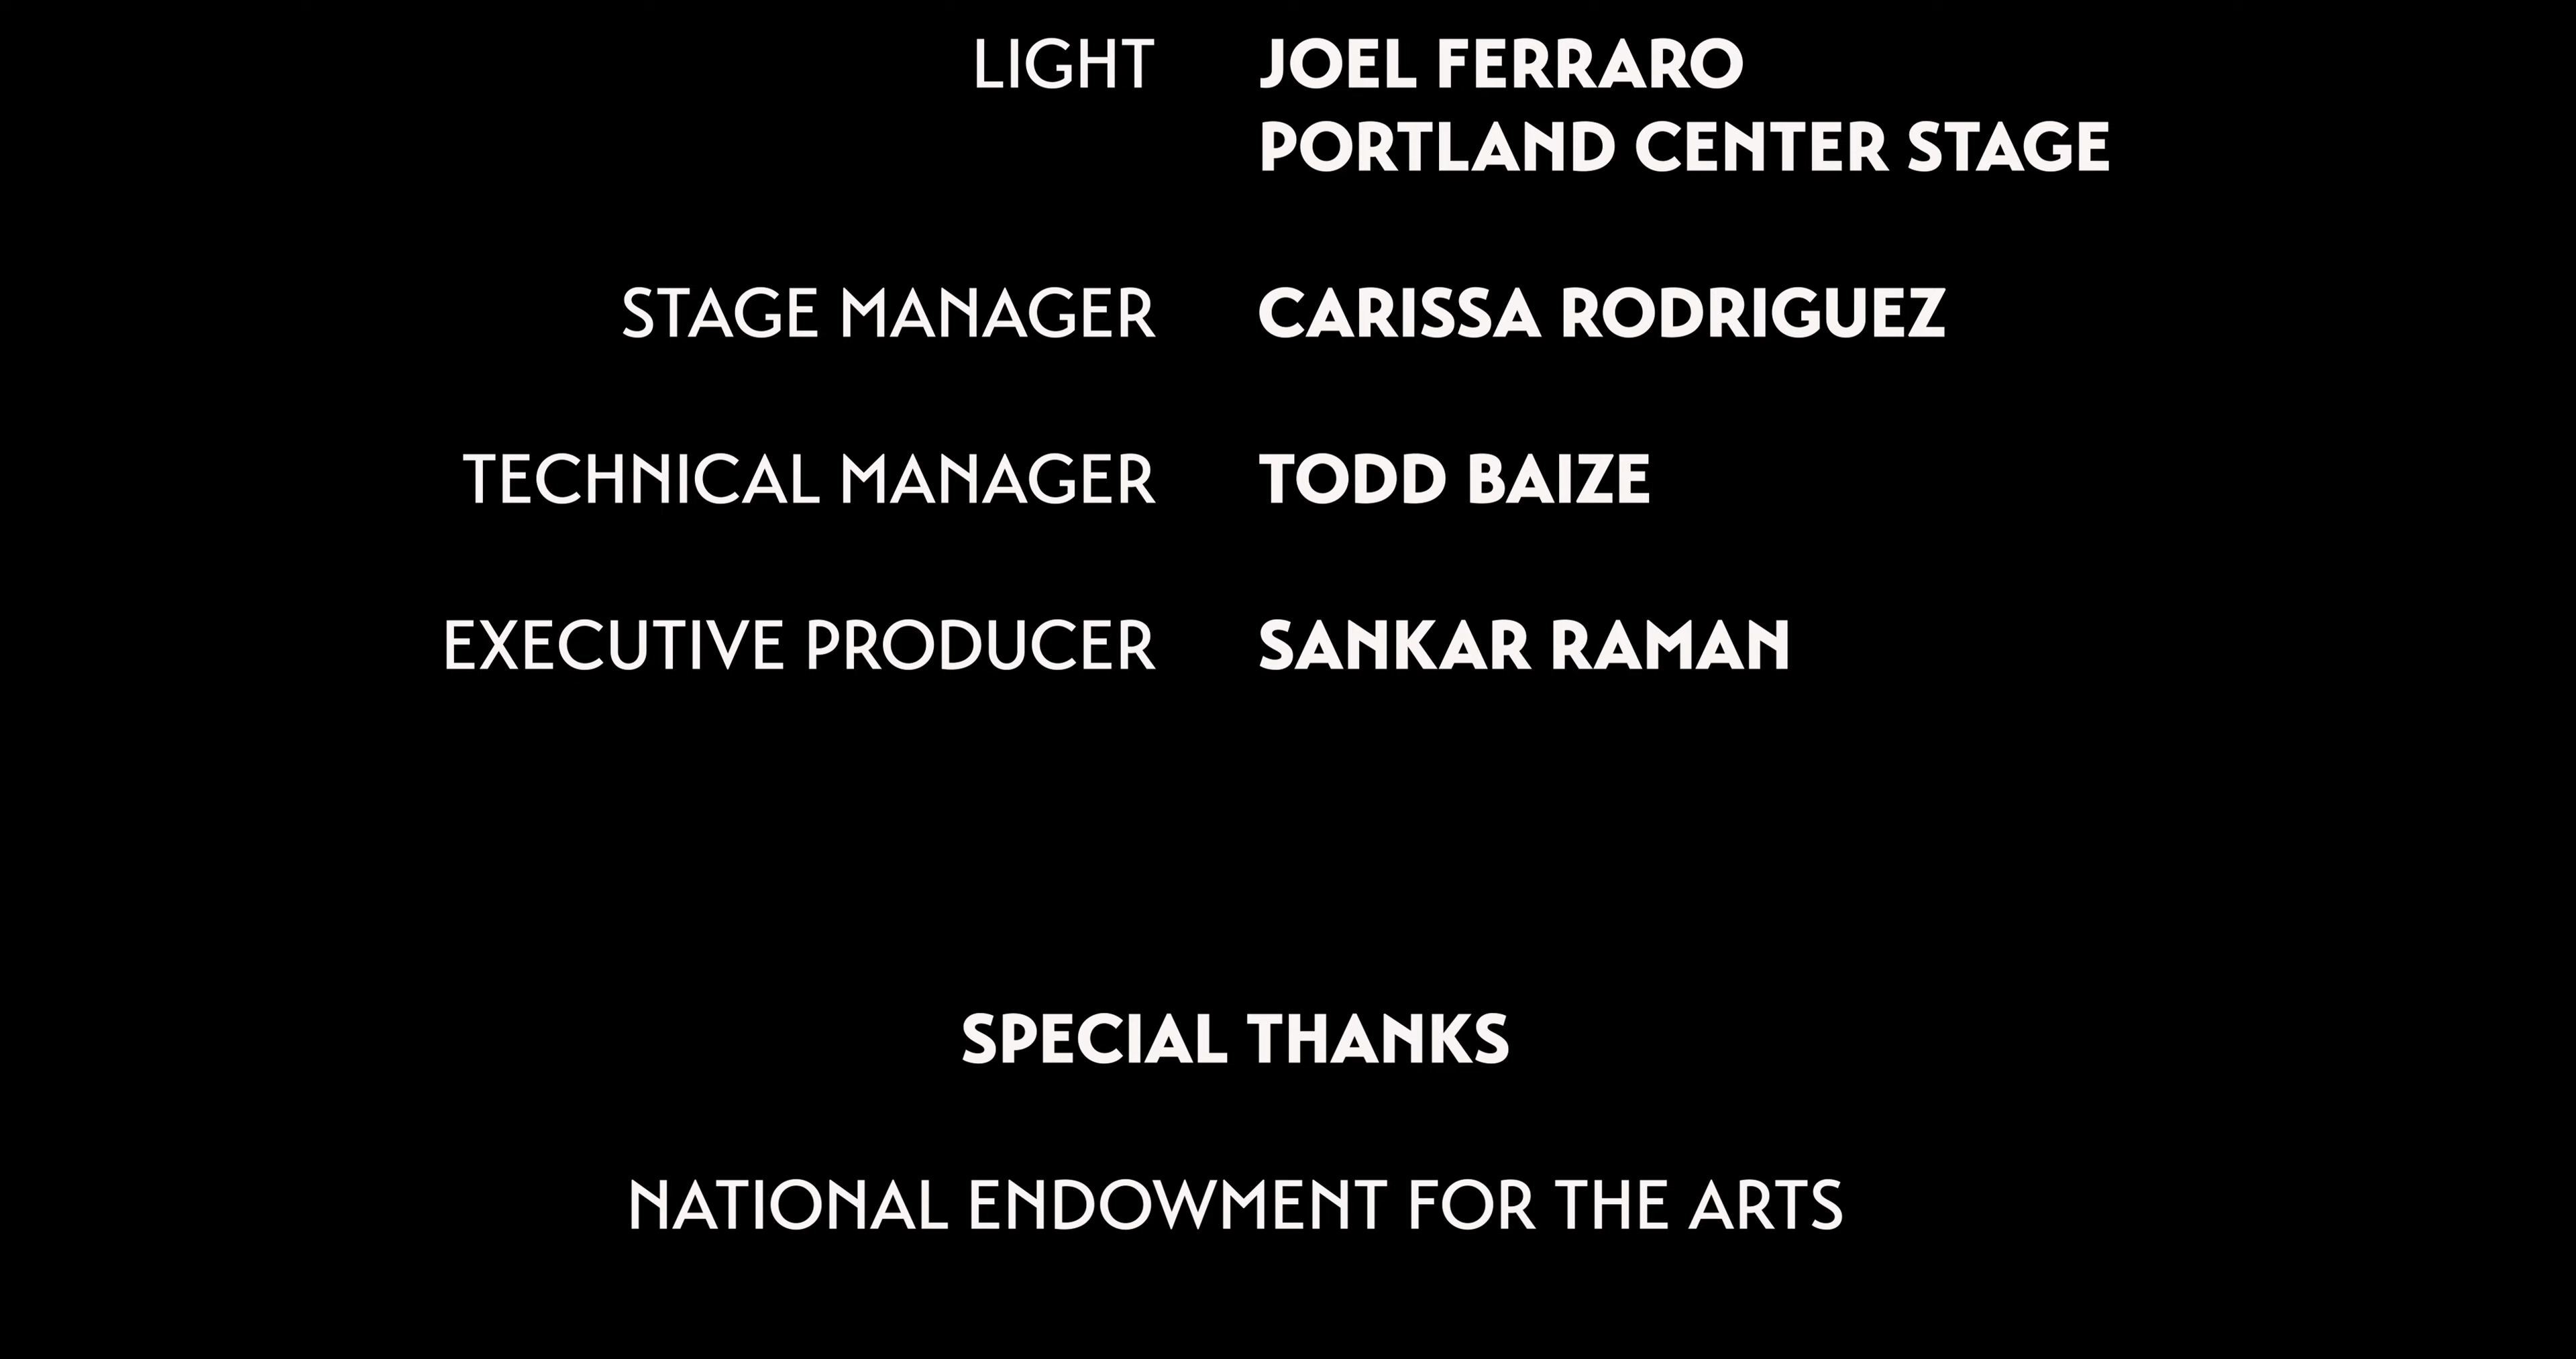 LIGHT JOEL FERRARO
PORTLAND CENTER STAGE
STAGE MANAGER CARISSA RODRIGUEZ
TECHNICAL MANAGER TODD BAIZE
EXECUTIVE PRODUCER SANKAR RAMAN
SPECIAL THANKS
NATIONAL ENDOWMENT FOR THE ARTS